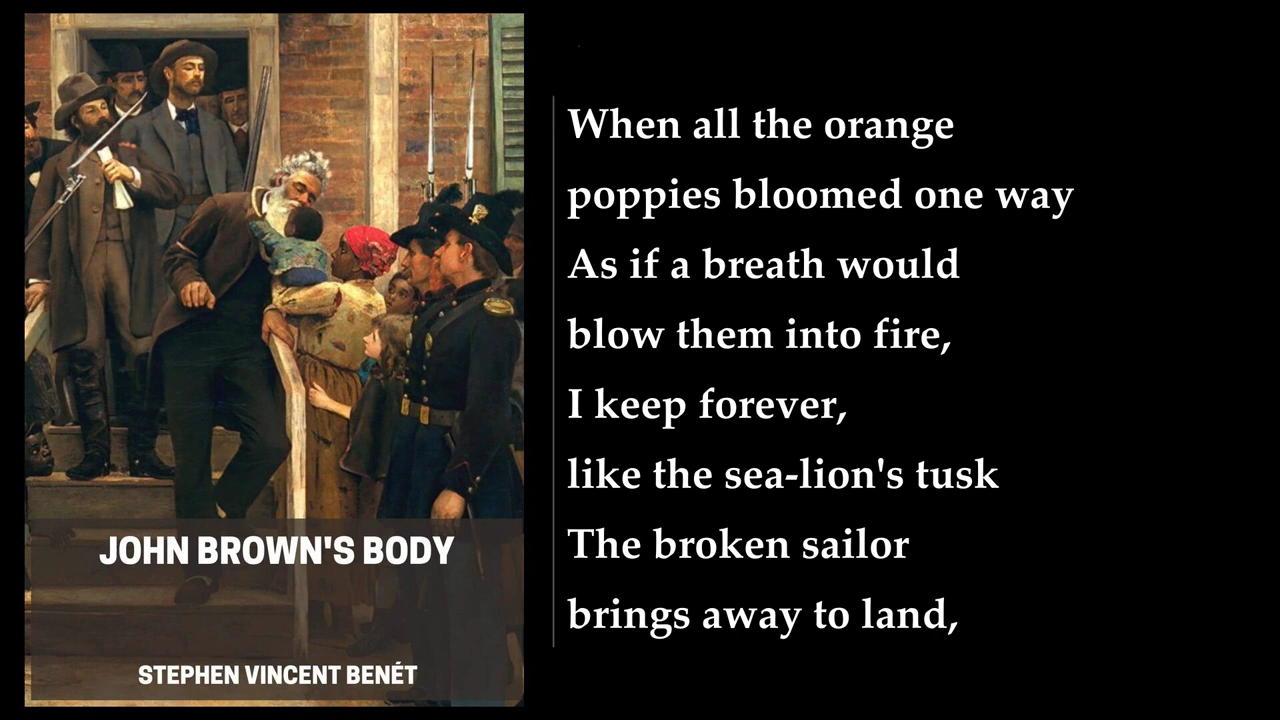 JOHN BROWN'S BODY
STEPHEN VINCENT BENÉT
When all the orange
poppies bloomed one way
As if a breath would
blow them into fire,
I keep forever,
like the sea-lion's tusk
The broken sailor
brings away to land,